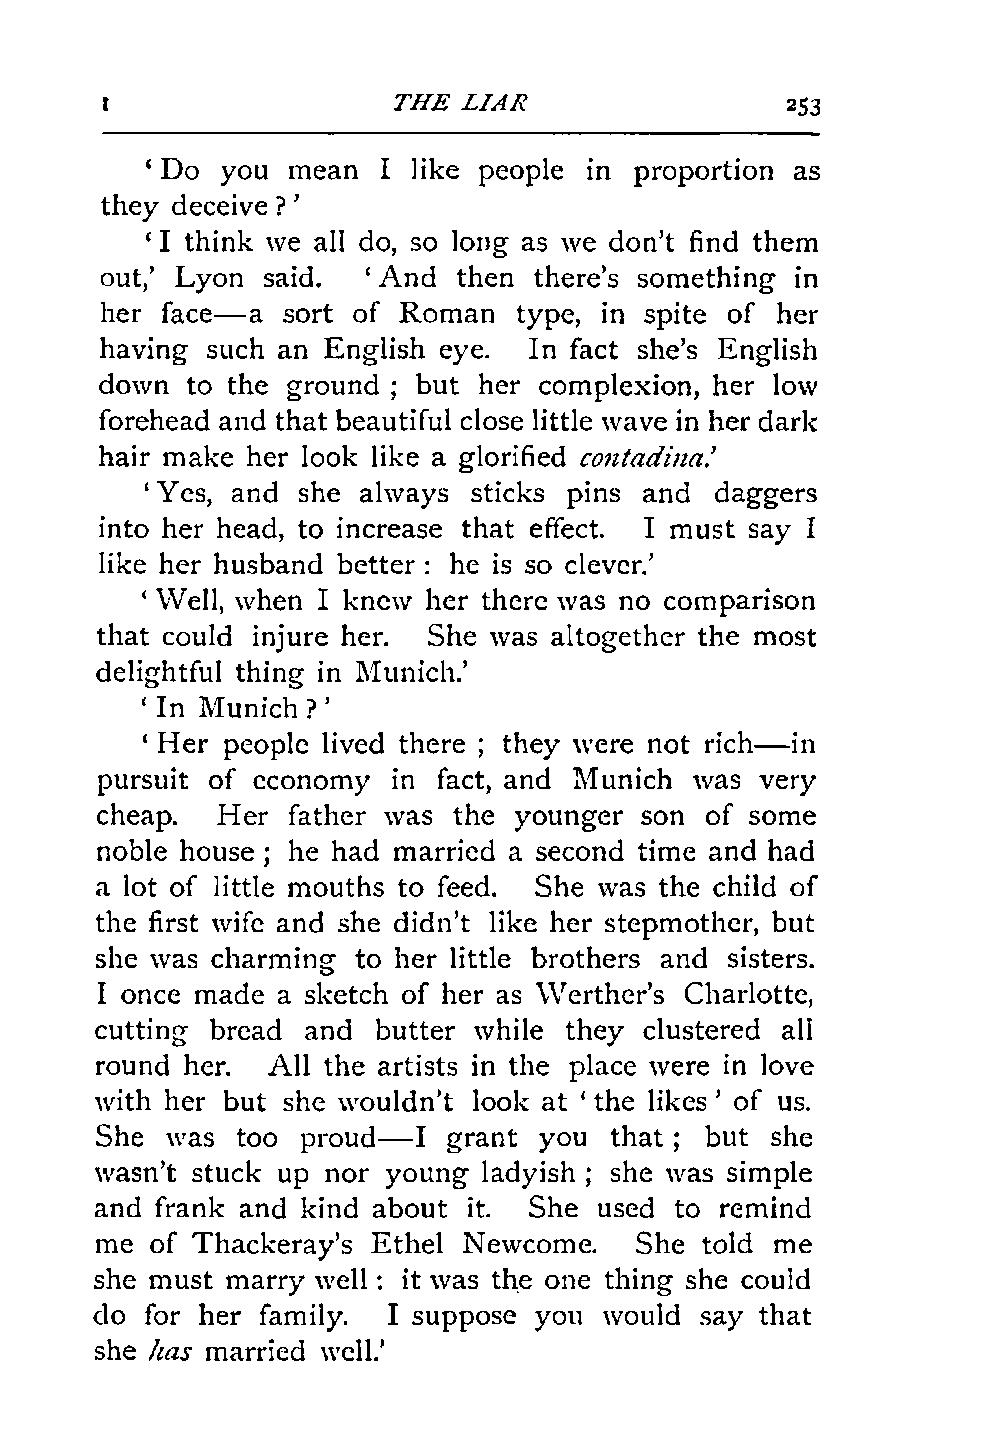 I THE LIAR 253
‘Do you mean I like people in proportion as
they deceive?’
‘I think we all do, so long as we don't find them
out,’ Lyon said. ‘And then there's something in
her face—a sort of Roman type, in spite of her
having such an English eye. In fact she's English
down to the ground; but her complexion, her low
forehead and that beautiful close little wave in her dark
hair make her look like a glorified contadina.’
‘Yes, and she always sticks pins and daggers
into her head, to increase that effect. I must say I
like her husband better: he is so clever.’
‘Well, when I knew her there was no comparison
that could injure her. She was altogether the most
delightful thing in Munich.’
‘In Munich?’
‘Her people lived there; they were not rich—in
pursuit of economy in fact, and Munich was very
cheap. Her father was the younger son of some
noble house; he had married a second time and had
a lot of little mouths to feed. She was the child of
the first wife and she didn't like her stepmother, but
she was charming to her little brothers and sisters.
I once made a sketch of her as Werther's Charlotte,
cutting bread and butter while they clustered all
round her. All the artists in the place were in love
with her but she wouldn't look at ‘the likes’ of us.
She was too proud—I grant you that; but she
wasn't stuck up nor young ladyish; she was simple
and frank and kind about it. She used to remind
me of Thackeray's Ethel Newcome. She told me
she must marry well: it was the one thing she could
do for her family. I suppose you would say that
she has married well.’